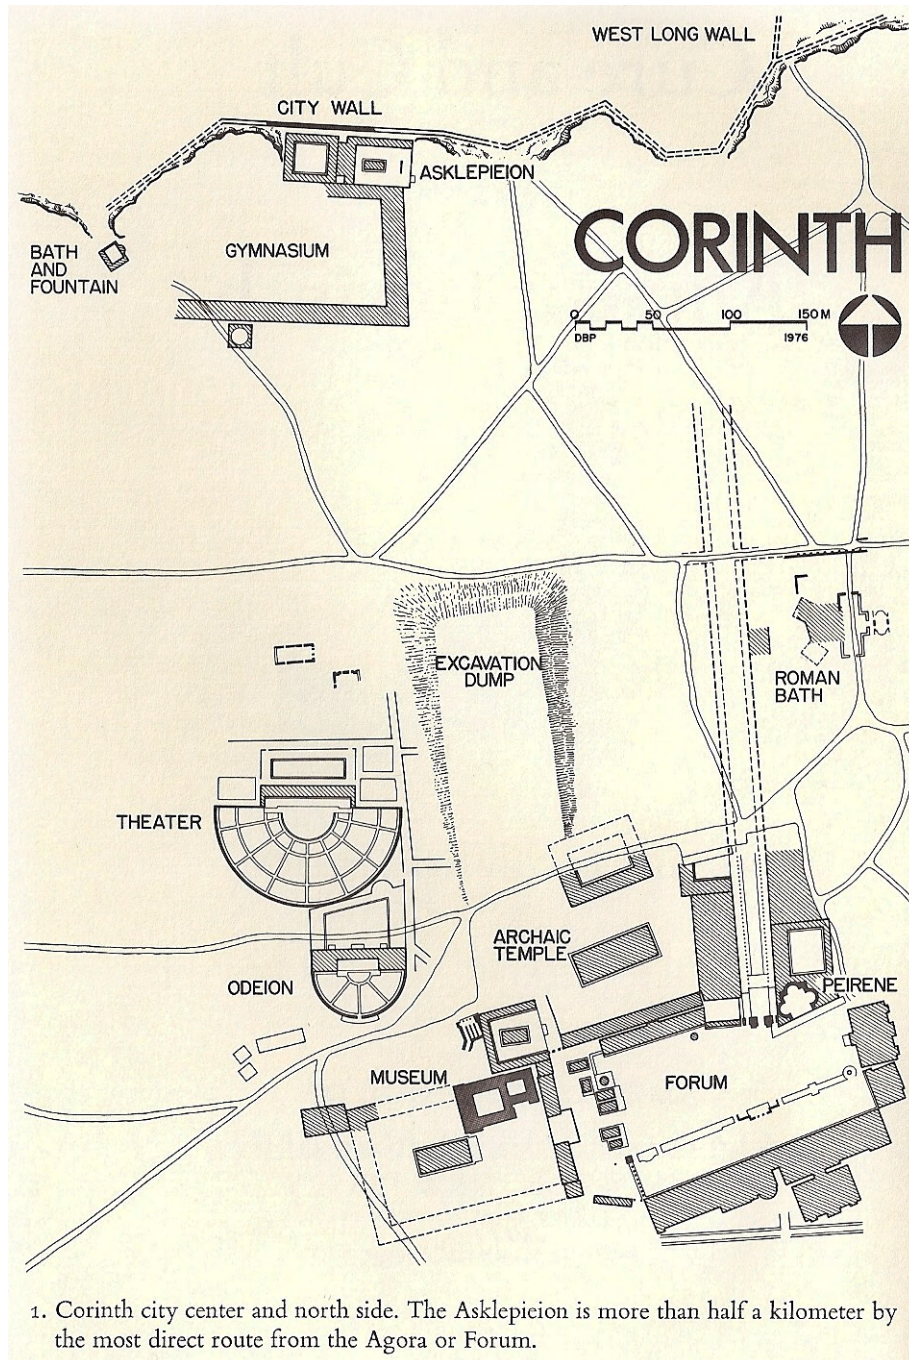 WEST LONG WALL
CITY WALL
ASKLEPIEION
BATH
AND
FOUNTAIN
GYMNASIUM
CORINTH
0 50 100 150 M
DBP 1976
EXCAVATION
DUMP
ROMAN
BATH
THEATER
ARCHAIC
TEMPLE
ODEION
PEIRENE
MUSEUM
FORUM
1. Corinth city center and north side. The Asklepieion is more than half a kilometer by
the most direct route from the Agora or Forum.